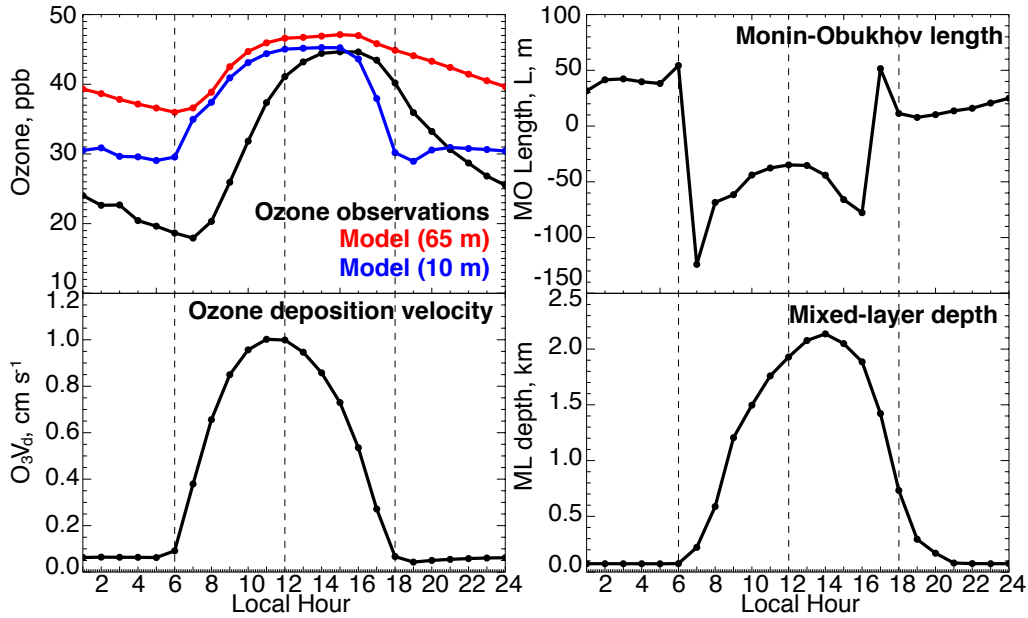 Ozone, ppb
50
40
30
20
10
Ozone observations
Model (65 m)
Model (10 m)
MO Length, L, m
100
50
0
-50
-100
-150
Monin-Obukhov length
O₃Vd, cm s⁻¹
1.2
1.0
0.8
0.6
0.4
0.2
0.0
Ozone deposition velocity
2 4 6 8 10 12 14 16 18 20 22 24
Local Hour
ML depth, km
2.5
2.0
1.5
1.0
0.5
0.0
Mixed-layer depth
2 4 6 8 10 12 14 16 18 20 22 24
Local Hour